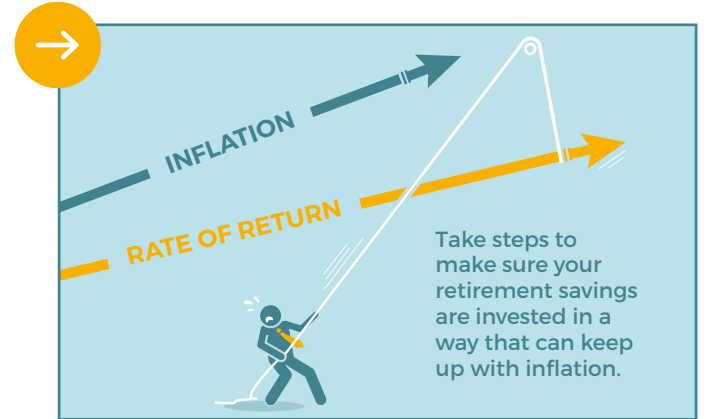 INFLATION
RATE OF RETURN
Take steps to
make sure your
retirement savings
are invested in a
way that can keep
up with inflation.